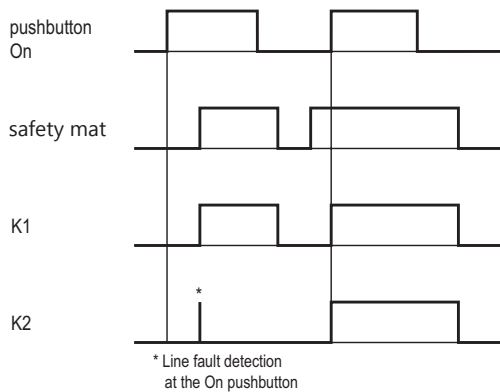 pushbutton
On
safety mat
K1
*
K2
* Line fault detection
at the On pushbutton